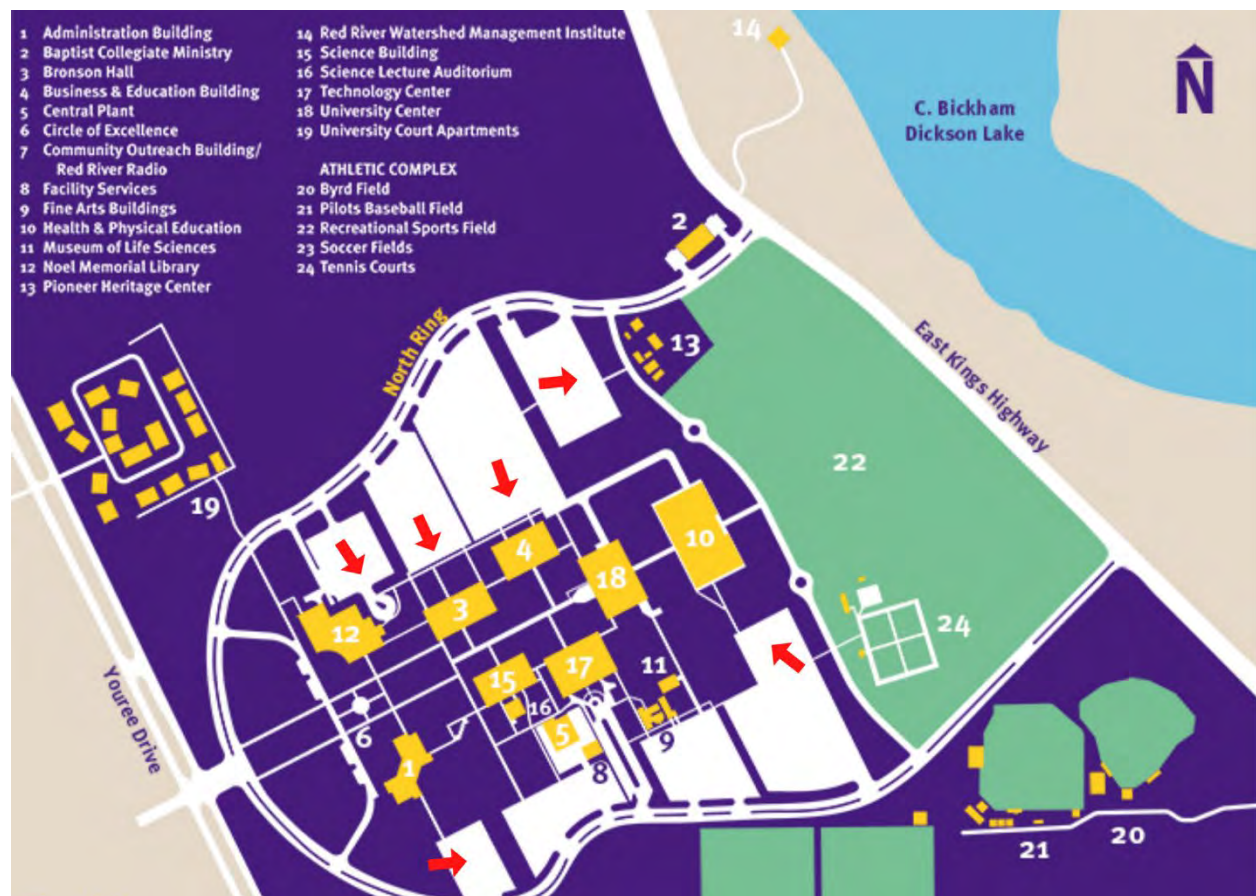 1 Administration Building
2 Baptist Collegiate Ministry
3 Bronson Hall
4 Business & Education Building
5 Central Plant
6 Circle of Excellence
7 Community Outreach Building/
Red River Radio
8 Facility Services
9 Fine Arts Buildings
10 Health & Physical Education
11 Museum of Life Sciences
12 Noel Memorial Library
13 Pioneer Heritage Center
14 Red River Watershed Management Institute
15 Science Building
16 Science Lecture Auditorium
17 Technology Center
18 University Center
19 University Court Apartments
ATHLETIC COMPLEX
20 Byrd Field
21 Pilots Baseball Field
22 Recreational Sports Field
23 Soccer Fields
24 Tennis Courts
14
N
C. Bickham
Dickson Lake
2
North Ring
13
East Kings Highway
22
19
4
10
18
3
12
24
11
17
15
16
Youree Drive
6
5
9
1
8
20
21